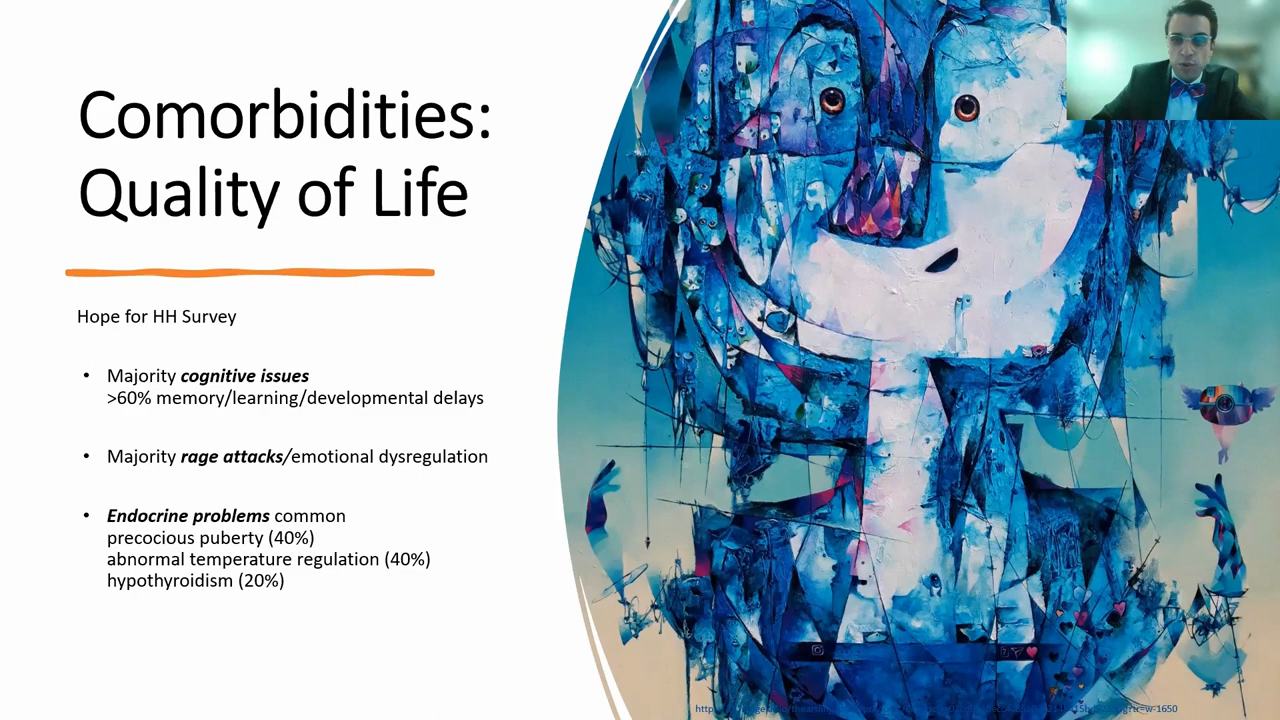 Comorbidities:
Quality of Life
Hope for HH Survey
• Majority cognitive issues
>60% memory/learning/developmental delays
• Majority rage attacks/emotional dysregulation
• Endocrine problems common
precocious puberty (40%)
abnormal temperature regulation (40%)
hypothyroidism (20%)